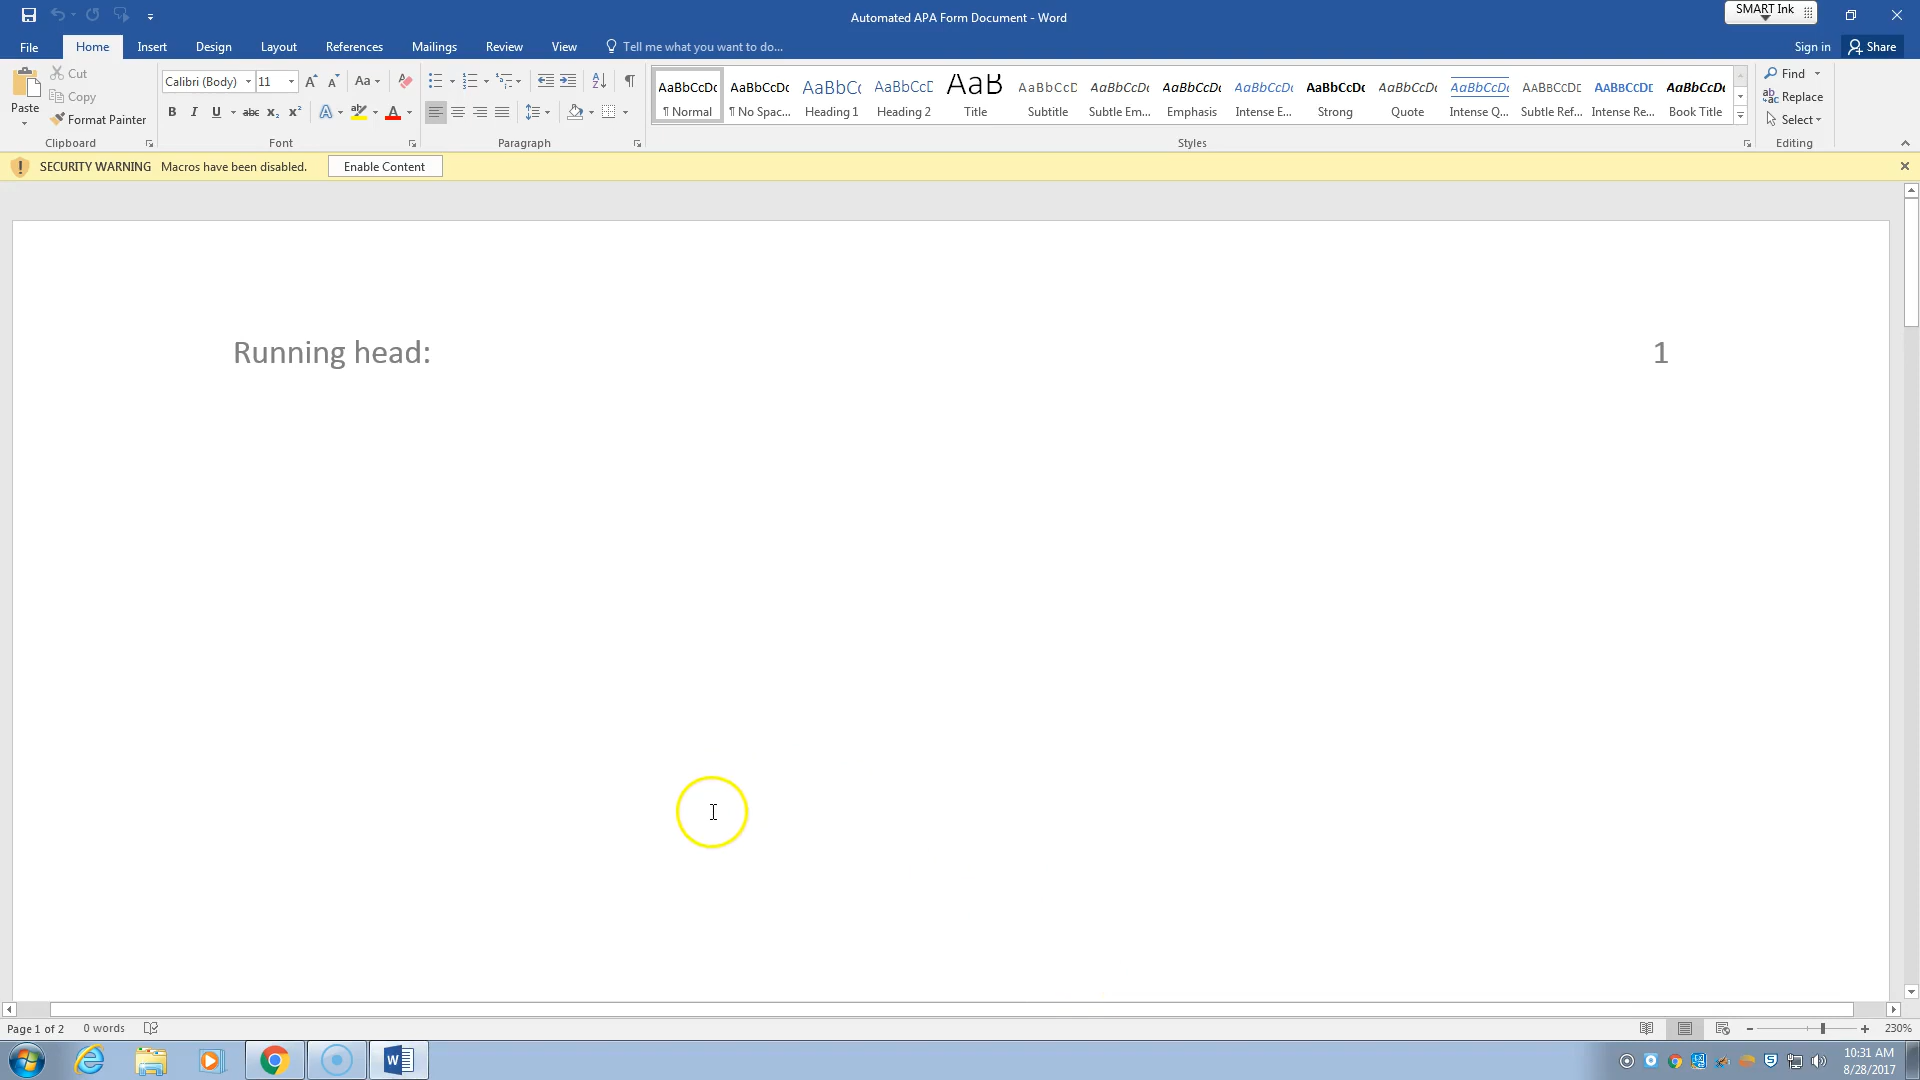 Automated APA Form Document - Word
SMART Ink
File Home Insert Design Layout References Mailings Review View Tell me what you want to do... Sign in Share
Paste
Cut
Copy
Format Painter
Clipboard
Calibri (Body) 11
Font
Paragraph
AaBbCcDc AaBbCcDc AaBbCc AaBbCcD AaB AaBbCcD AaBbCcDc AaBbCcDc AaBbCcDc AaBbCcDc AaBbCcDc AaBbCcDc AABBCCDD AABBCCDE AaBbCcDc
¶ Normal ¶ No Spac... Heading 1 Heading 2 Title Subtitle Subtle Em... Emphasis Intense E... Strong Quote Intense Q... Subtle Ref... Intense Re... Book Title
Styles
Find
Replace
Select
Editing
SECURITY WARNING Macros have been disabled. Enable Content
Running head: 1
Page 1 of 2 0 words 230%
10:31 AM
8/28/2017